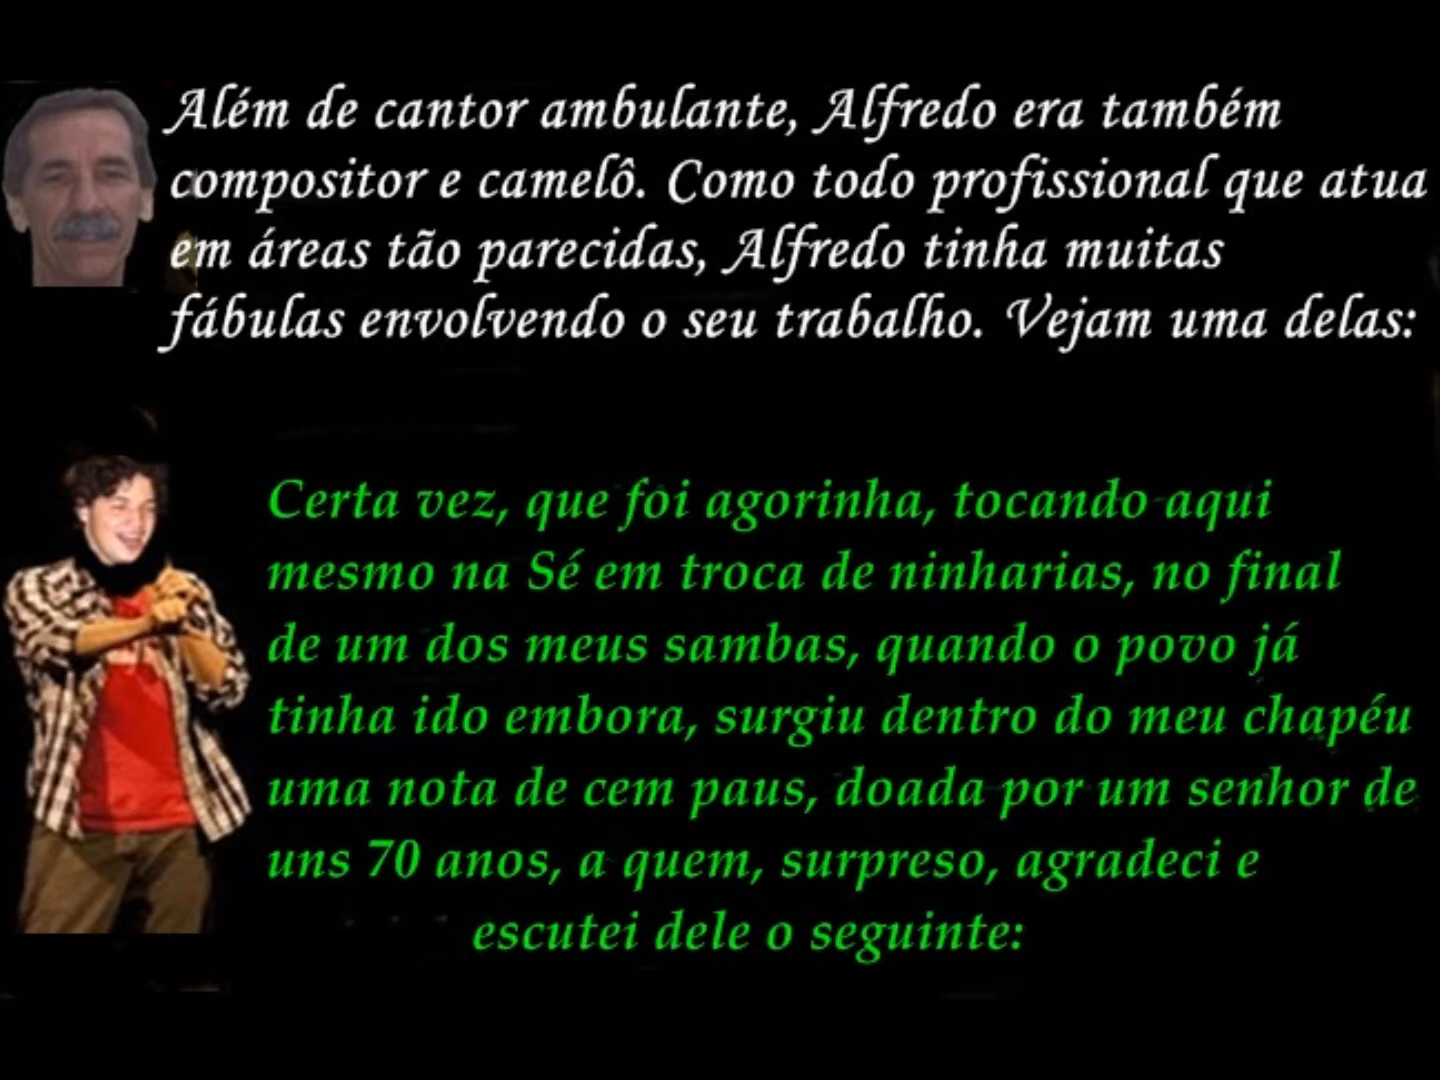 Além de cantor ambulante, Alfredo era também
compositor e camelô. Como todo profissional que atua
em áreas tão parecidas, Alfredo tinha muitas
fábulas envolvendo o seu trabalho. Vejam uma delas:
Certa vez, que foi agorinha, tocando aqui
mesmo na Sé em troca de ninharias, no final
de um dos meus sambas, quando o povo já
tinha ido embora, surgiu dentro do meu chapéu
uma nota de cem paus, doada por um senhor de
uns 70 anos, a quem, surpreso, agradeci e
escutei dele o seguinte: